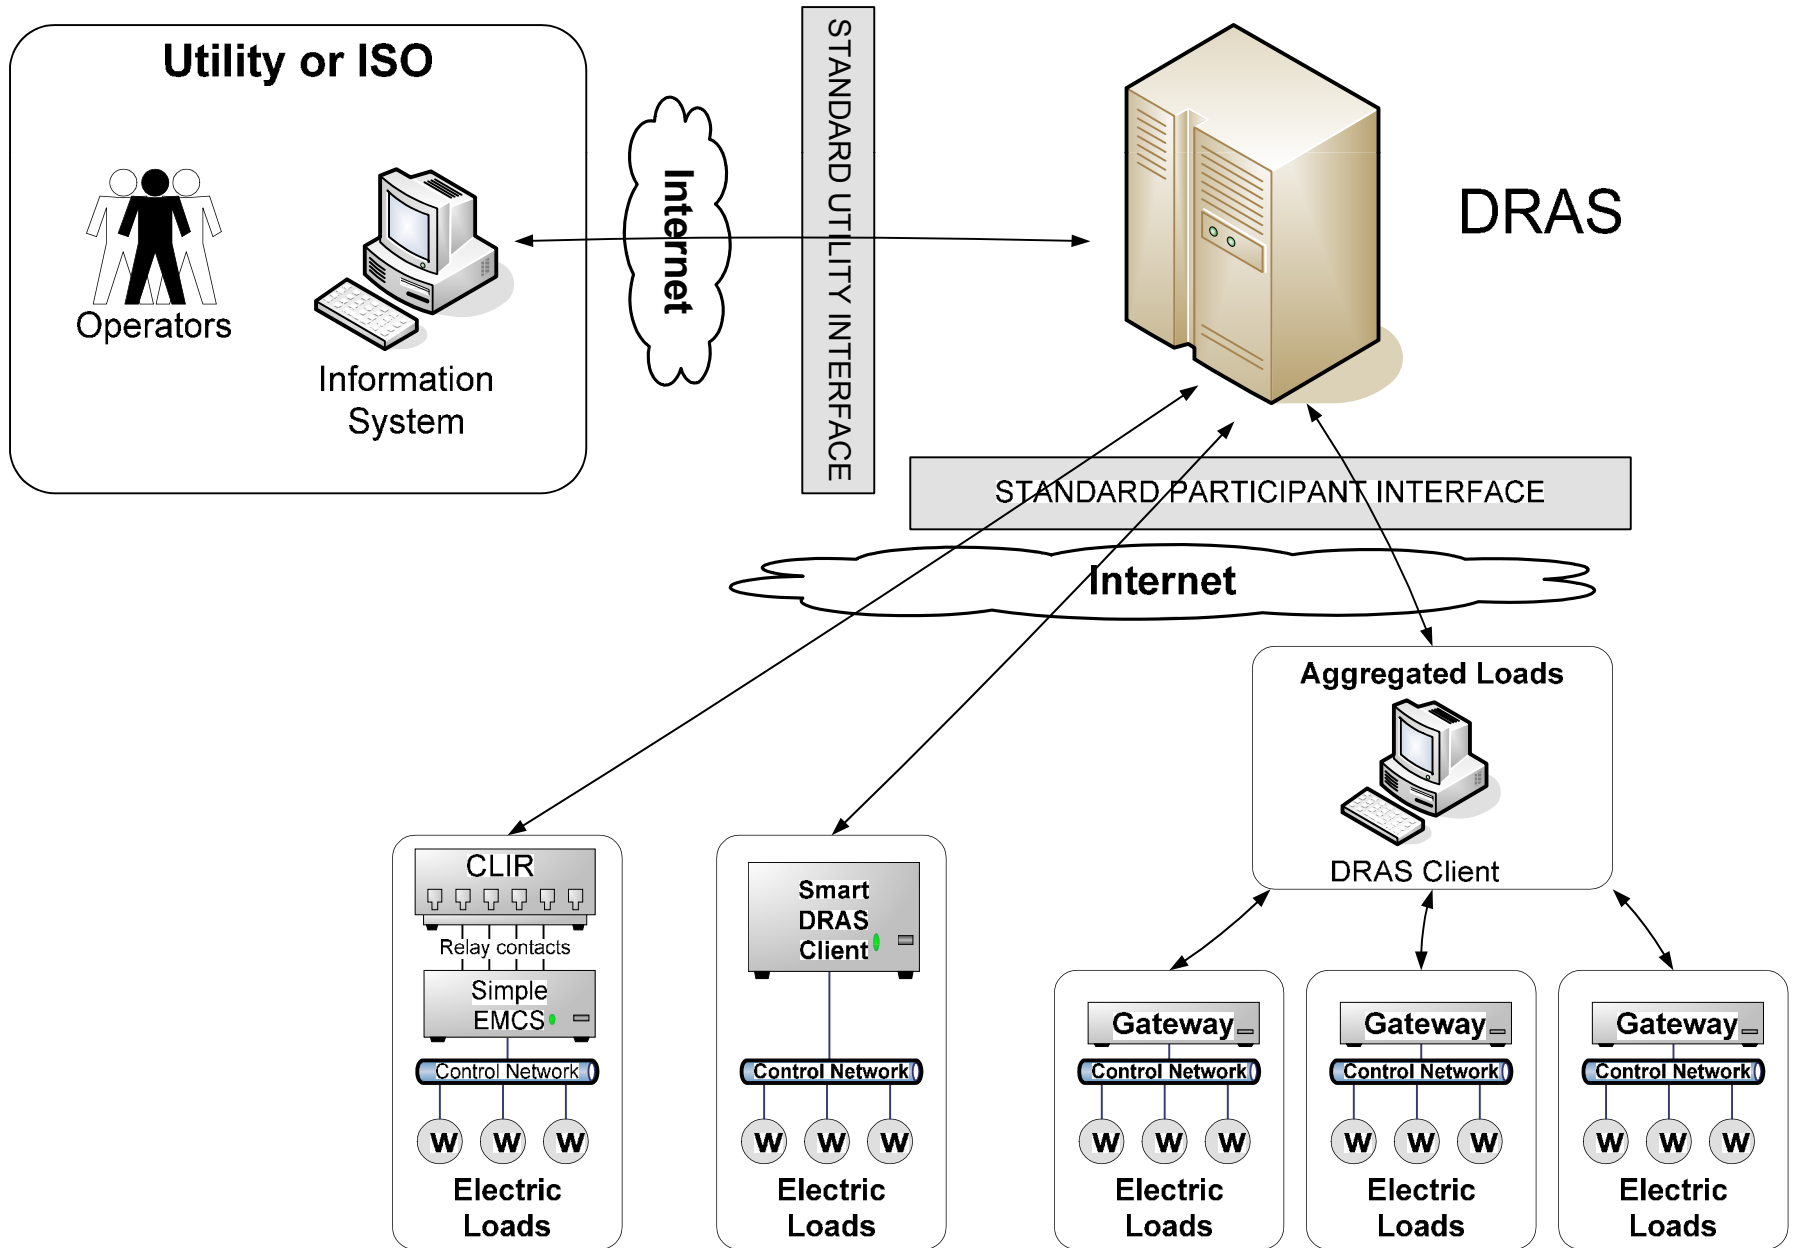 Utility or ISO
Operators
Information
System
Internet
STANDARD UTILITY INTERFACE
DRAS
STANDARD PARTICIPANT INTERFACE
Internet
Aggregated Loads
DRAS Client
CLIR
Relay contacts
Simple
EMCS
Control Network
W W W
Electric
Loads
Smart
DRAS
Client
Control Network
W W W
Electric
Loads
Gateway
Control Network
W W W
Electric
Loads
Gateway
Control Network
W W W
Electric
Loads
Gateway
Control Network
W W W
Electric
Loads